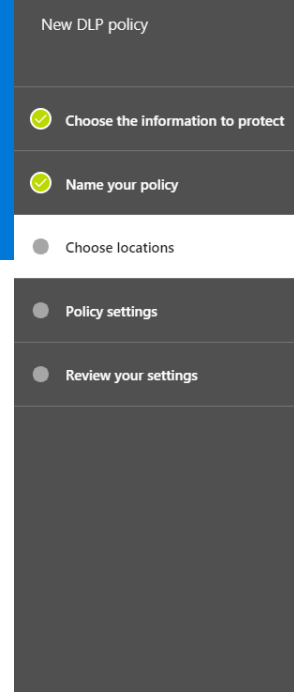 New DLP policy
Choose the information to protect
Name your policy
Choose locations
Policy settings
Review your settings